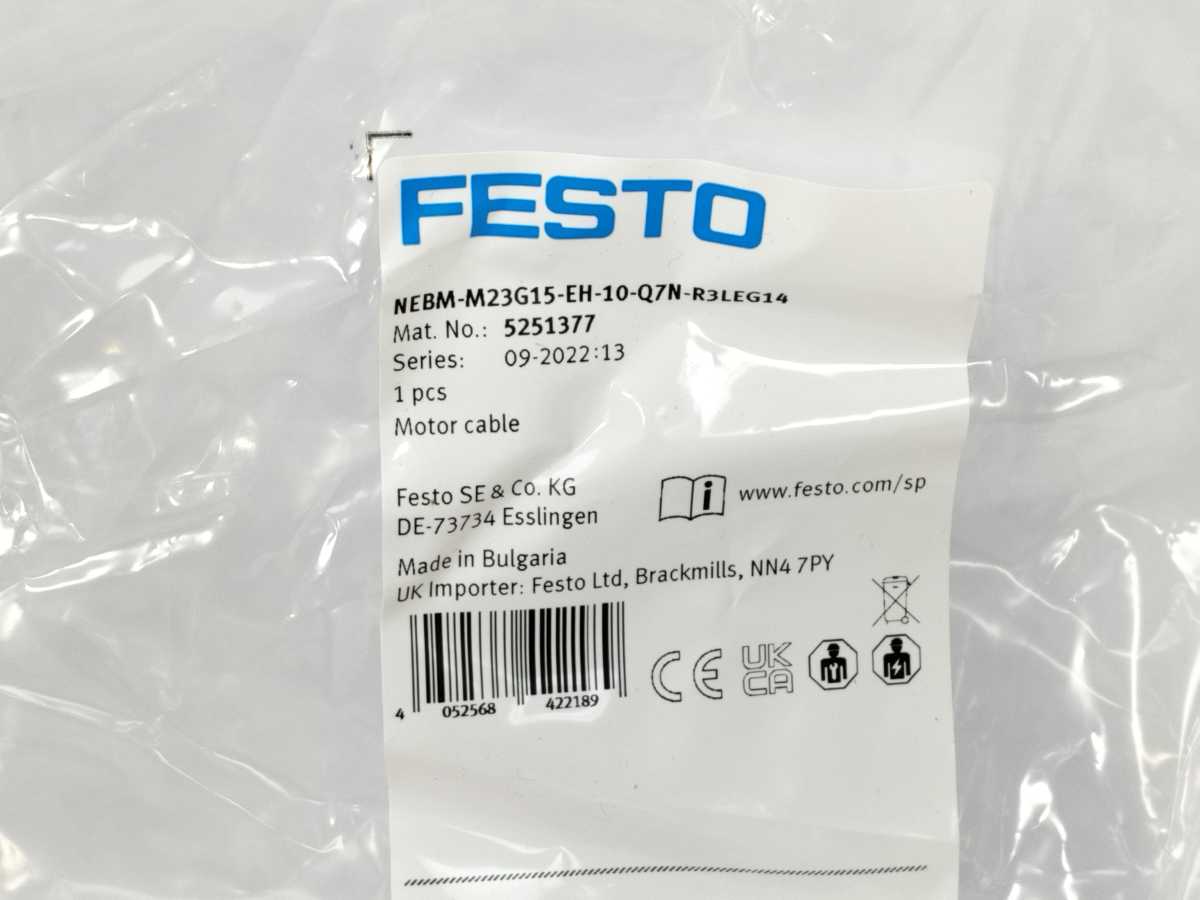 FESTO
NEBM-M23G15-EH-10-Q7N-R3LEG14
Mat. No.: 5251377
Series: 09-2022:13
1 pcs
Motor cable
Festo SE & Co. KG
DE-73734 Esslingen
www.festo.com/sp
Made in Bulgaria
UK Importer: Festo Ltd, Brackmills, NN4 7PY
4 052568 422189
CE UK CA